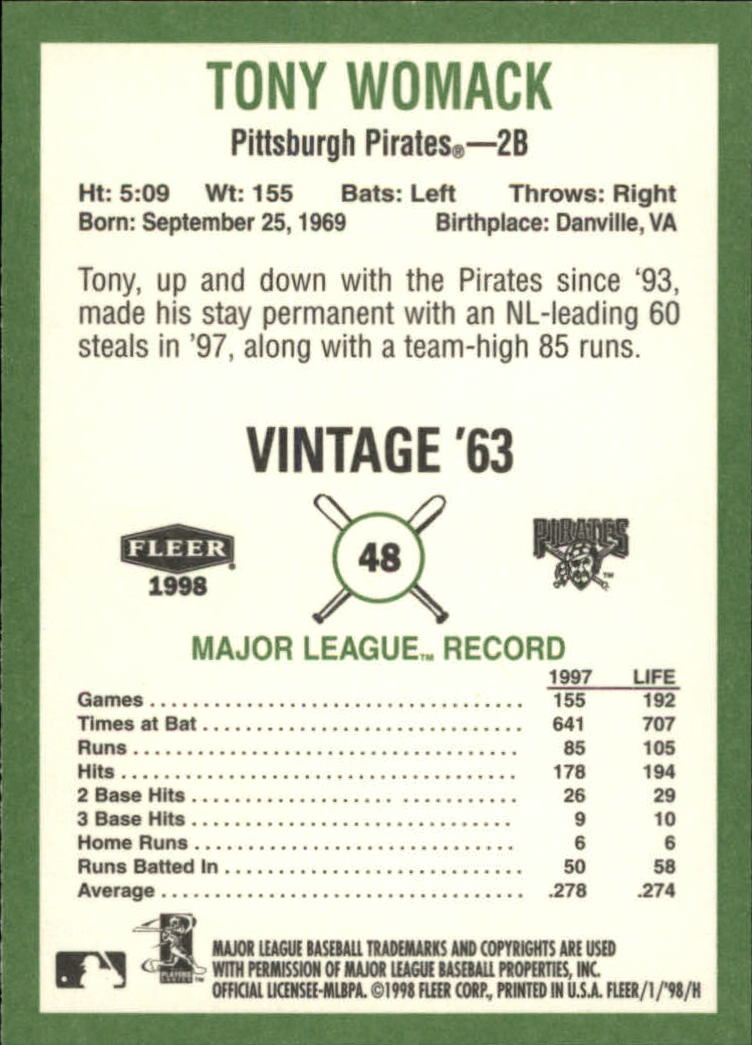 TONY WOMACK
Pittsburgh Pirates®—2B
Ht: 5:09 Wt: 155 Bats: Left Throws: Right
Born: September 25, 1969 Birthplace: Danville, VA
Tony, up and down with the Pirates since ‘93,
made his stay permanent with an NL-leading 60
steals in ’97, along with a team-high 85 runs.
VINTAGE ’63
FLEER®
1998
48
PIRATES™
MAJOR LEAGUE™ RECORD
1997 LIFE
Games 155 192
Times at Bat 641 707
Runs 85 105
Hits 178 194
2 Base Hits 26 29
3 Base Hits 9 10
Home Runs 6 6
Runs Batted In 50 58
Average .278 .274
PLAYERS CHOICE™
MAJOR LEAGUE BASEBALL TRADEMARKS AND COPYRIGHTS ARE USED
WITH PERMISSION OF MAJOR LEAGUE BASEBALL PROPERTIES, INC.
OFFICIAL LICENSEE-MLBPA. ©1998 FLEER CORP., PRINTED IN U.S.A. FLEER/1/’98/H